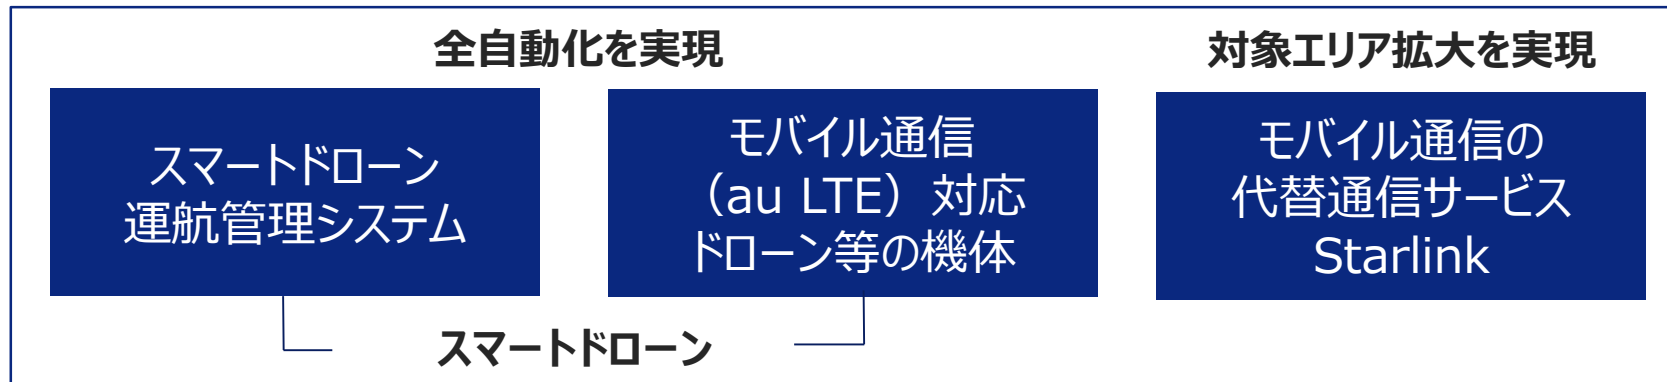 全自動化を実現
対象エリア拡大を実現
スマートドローン
運航管理システム
モバイル通信
（au LTE）対応
ドローン等の機体
モバイル通信の
代替通信サービス
Starlink
スマートドローン